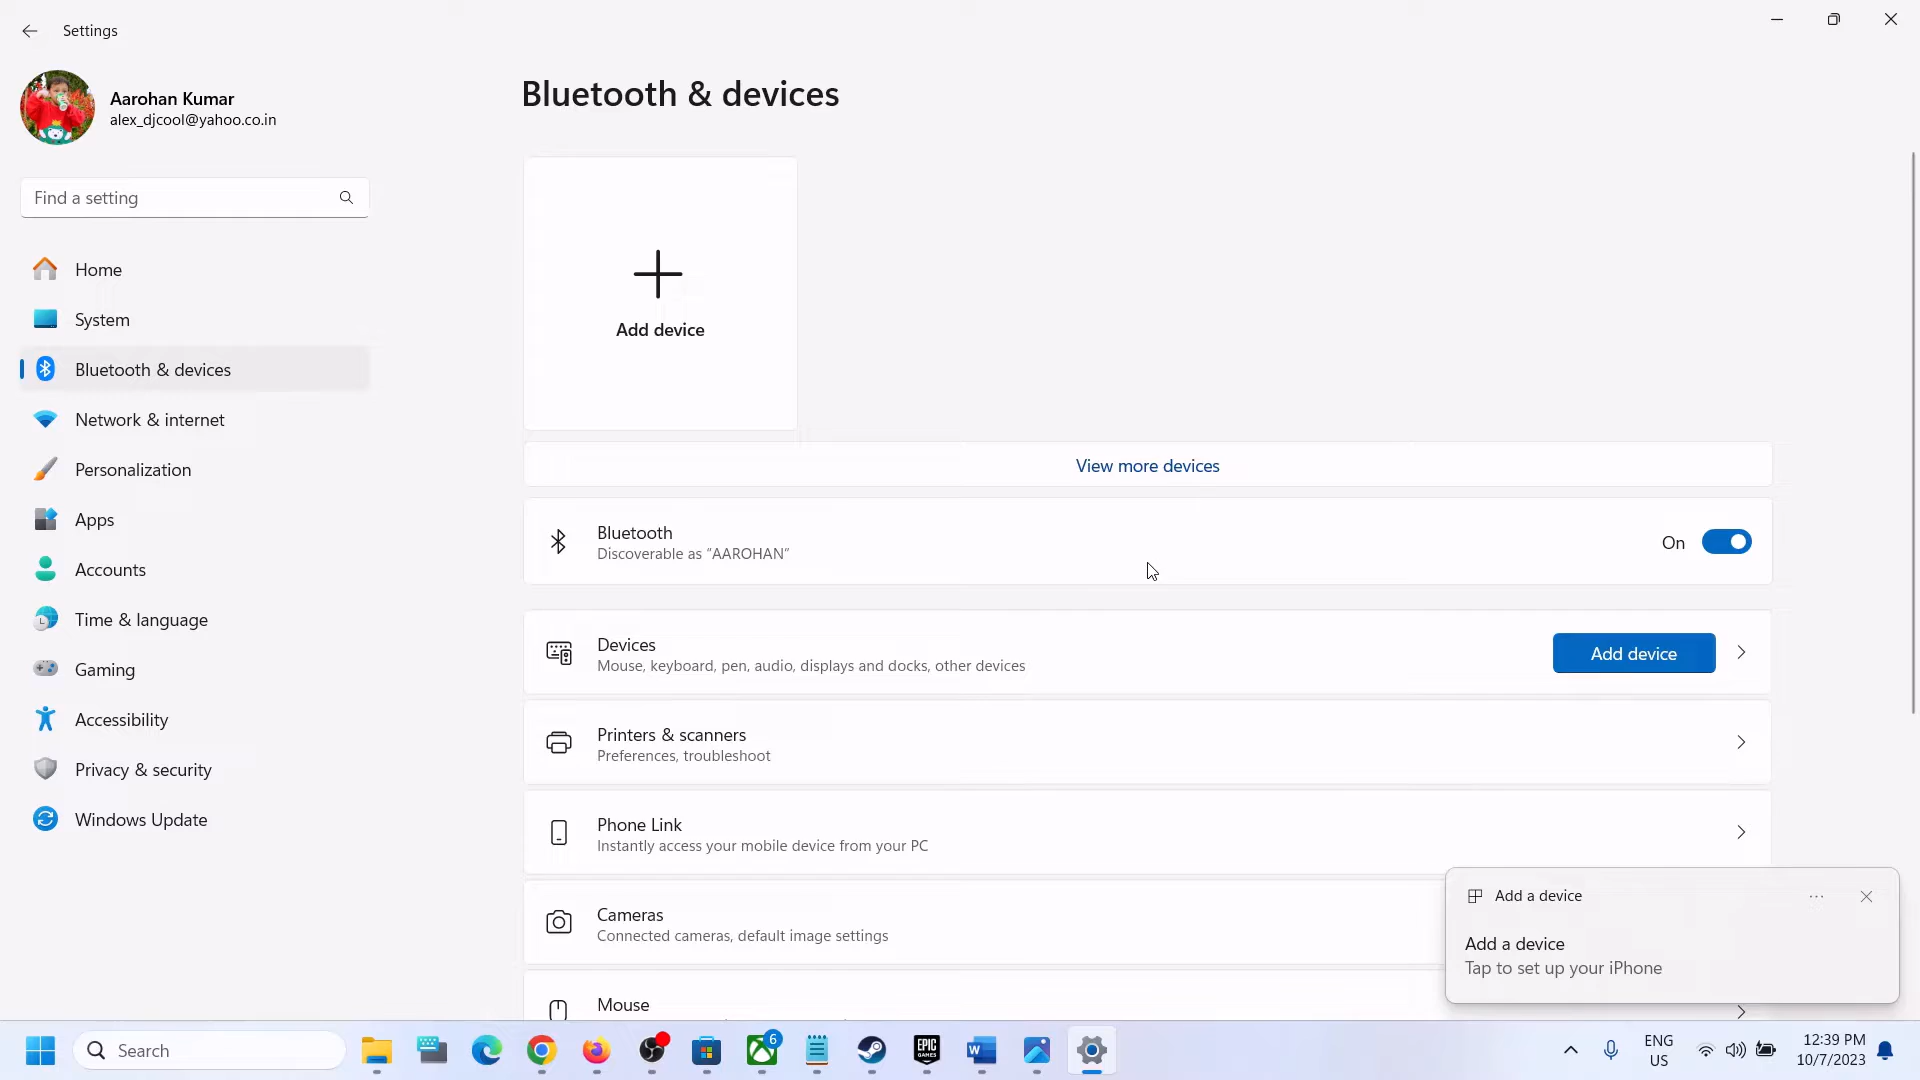 Settings
Aarohan Kumar
alex_djcool@yahoo.co.in
Find a setting
Home
System
Bluetooth & devices
Network & internet
Personalization
Apps
Accounts
Time & language
Gaming
Accessibility
Privacy & security
Windows Update
Bluetooth & devices
Add device
View more devices
Bluetooth
Discoverable as “AAROHAN”
On
Devices
Mouse, keyboard, pen, audio, displays and docks, other devices
Add device
Printers & scanners
Preferences, troubleshoot
Phone Link
Instantly access your mobile device from your PC
Cameras
Connected cameras, default image settings
Mouse
Add a device
Add a device
Tap to set up your iPhone
Search
6
EPIC
GAMES
W
ENG
US
12:39 PM
10/7/2023